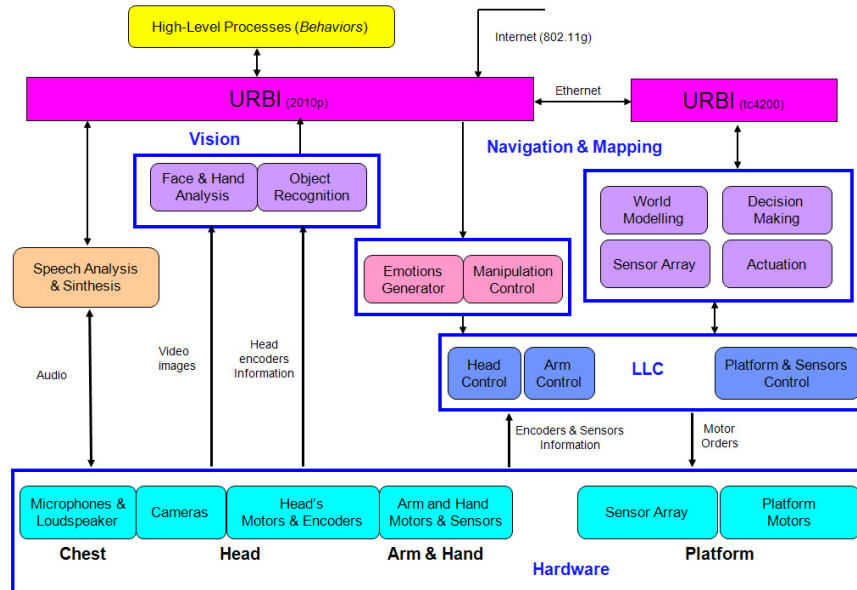 High-Level Processes (Behaviors)
Internet (802.11g)
URBI (2010p)
Ethernet
URBI (tc4200)
Vision
Navigation & Mapping
Face & Hand
Analysis
Object
Recognition
World
Modelling
Decision
Making
Sensor Array
Actuation
Speech Analysis
& Sinthesis
Emotions
Generator
Manipulation
Control
Audio
Video
images
Head
encoders
Information
Head
Control
Arm
Control
LLC
Platform & Sensors
Control
Encoders & Sensors
Information
Motor
Orders
Microphones &
Loudspeaker
Cameras
Head's
Motors & Encoders
Arm and Hand
Motors & Sensors
Sensor Array
Platform
Motors
Chest
Head
Arm & Hand
Platform
Hardware